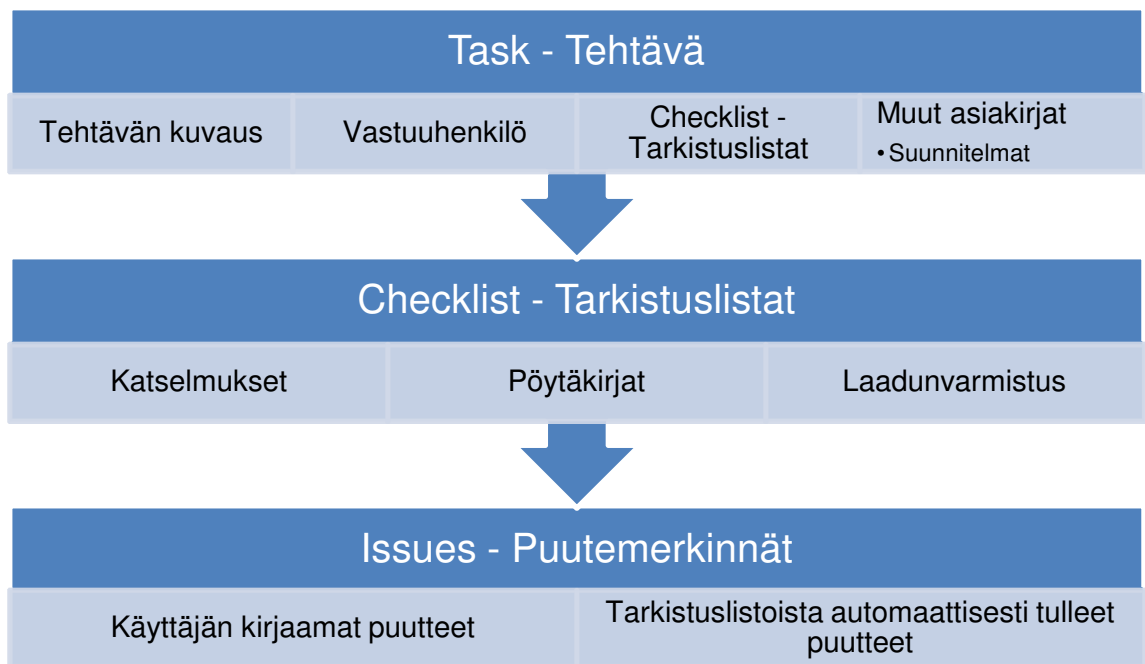 Task - Tehtävä
Tehtävän kuvaus
Vastuuhenkilö
Checklist -
Tarkistuslistat
Muut asiakirjat
• Suunnitelmat
Checklist - Tarkistuslistat
Katselmukset
Pöytäkirjat
Laadunvarmistus
Issues - Puutemerkinnät
Käyttäjän kirjaamat puutteet
Tarkistuslistoista automaattisesti tulleet
puutteet